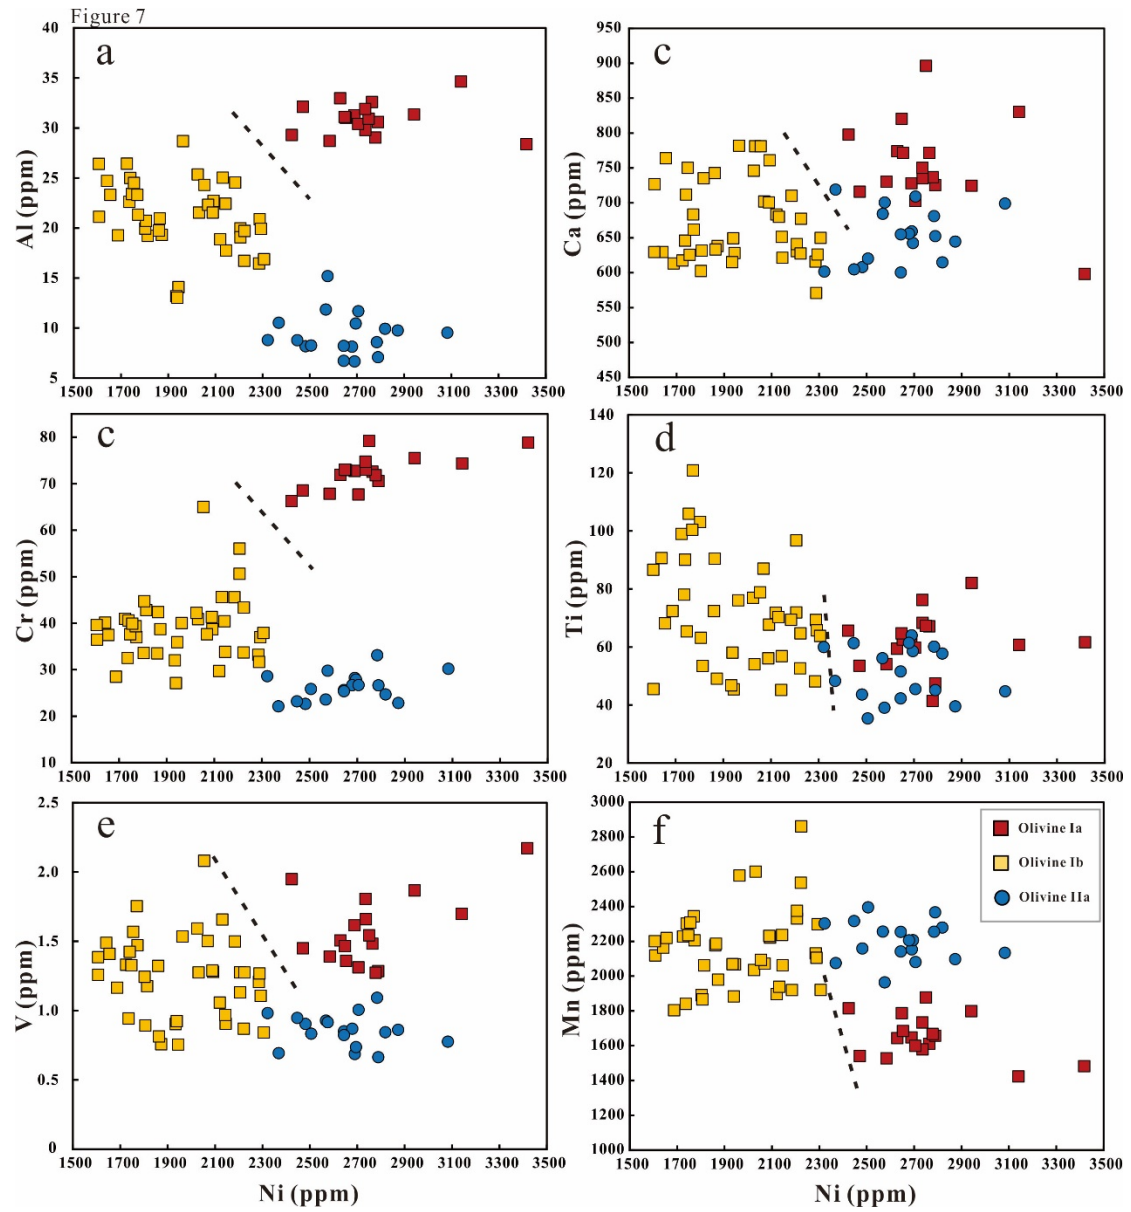 Figure 7
a
Al (ppm)
40
35
30
25
20
15
10
5
1500 1700 1900 2100 2300 2500 2700 2900 3100 3300 3500
c
Ca (ppm)
950
900
850
800
750
700
650
600
550
500
450
1500 1700 1900 2100 2300 2500 2700 2900 3100 3300 3500
c
Cr (ppm)
80
70
60
50
40
30
20
10
1500 1700 1900 2100 2300 2500 2700 2900 3100 3300 3500
d
Ti (ppm)
140
120
100
80
60
40
20
1500 1700 1900 2100 2300 2500 2700 2900 3100 3300 3500
e
V (ppm)
2.5
2.0
1.5
1.0
0.5
0
1500 1700 1900 2100 2300 2500 2700 2900 3100 3300 3500
Ni (ppm)
f
Mn (ppm)
3000
2800
2600
2400
2200
2000
1800
1600
1400
1200
1000
Olivine Ia
Olivine Ib
Olivine IIa
1500 1700 1900 2100 2300 2500 2700 2900 3100 3300 3500
Ni (ppm)